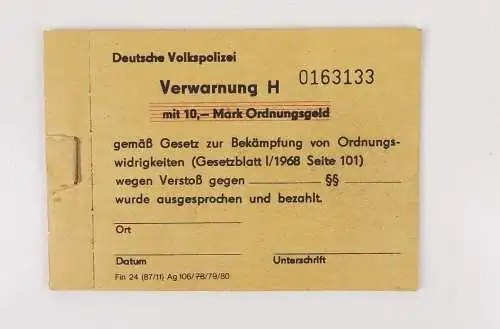 Deutsche Volkspolizei
Verwarnung H 0163133
mit 10,— Mark Ordnungsgeld
gemäß Gesetz zur Bekämpfung von Ordnungs-
widrigkeiten (Gesetzblatt I/1968 Seite 101)
wegen Verstoß gegen __________ §§ __________
wurde ausgesprochen und bezahlt.
Ort
Datum Unterschrift
Fin 24 (87/11) Ag 106/78/79/80